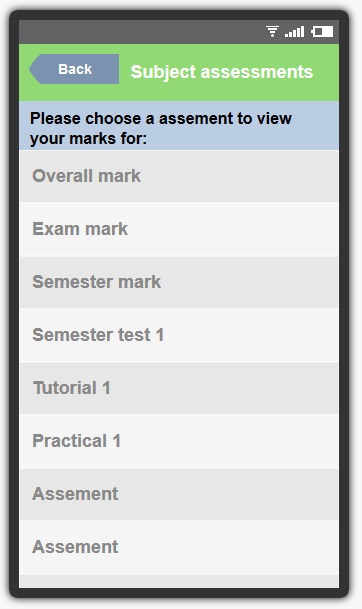 Back
Subject assessments
Please choose a assement to view
your marks for:
Overall mark
Exam mark
Semester mark
Semester test 1
Tutorial 1
Practical 1
Assement
Assement